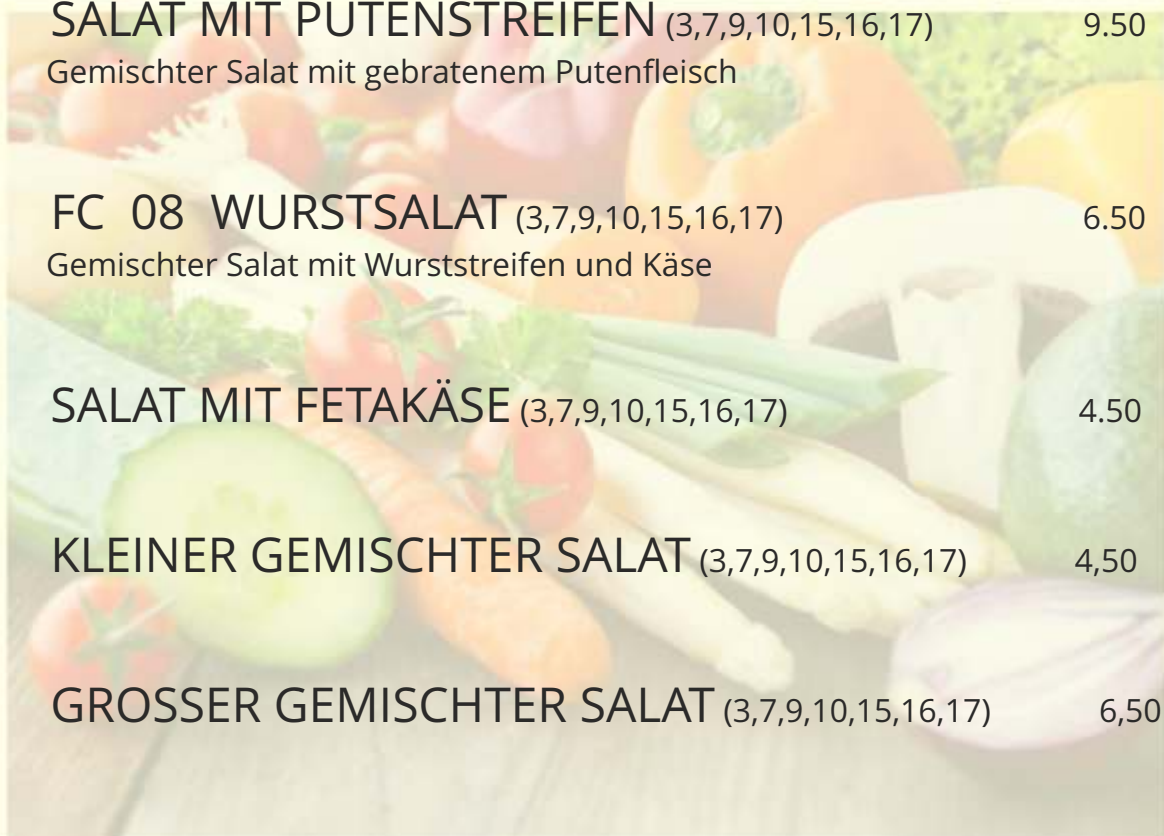 SALAT MIT PUTENSTREIFEN (3,7,9,10,15,16,17) 9.50
Gemischter Salat mit gebratenem Putenfleisch
FC 08 WURSTSALAT (3,7,9,10,15,16,17) 6.50
Gemischter Salat mit Wurststreifen und Käse
SALAT MIT FETAKÄSE (3,7,9,10,15,16,17) 4.50
KLEINER GEMISCHTER SALAT (3,7,9,10,15,16,17) 4,50
GROSSER GEMISCHTER SALAT (3,7,9,10,15,16,17) 6,50